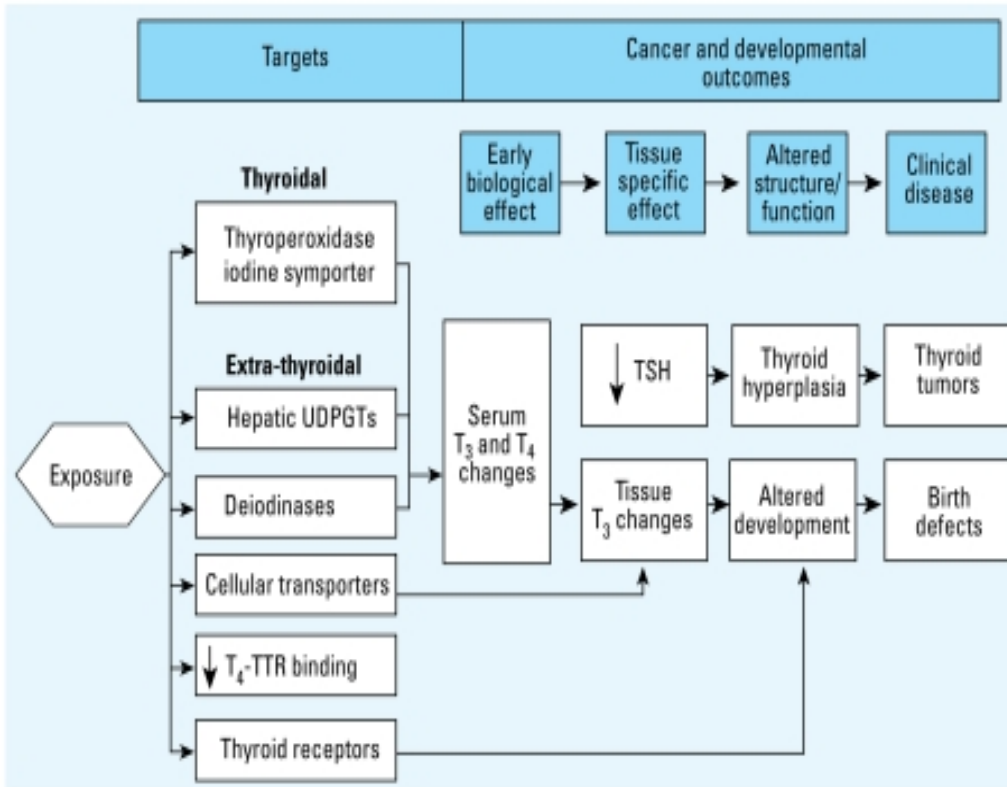 Targets
Cancer and developmental
outcomes
Early
biological
effect
Tissue
specific
effect
Altered
structure/
function
Clinical
disease
Thyroidal
Thyroperoxidase
iodine symporter
Extra-thyroidal
Hepatic UDPGTs
Deiodinases
Cellular transporters
↓ T₄-TTR binding
Thyroid receptors
Exposure
Serum
T₃ and T₄
changes
↓ TSH
Thyroid
hyperplasia
Thyroid
tumors
Tissue
T₃ changes
Altered
development
Birth
defects